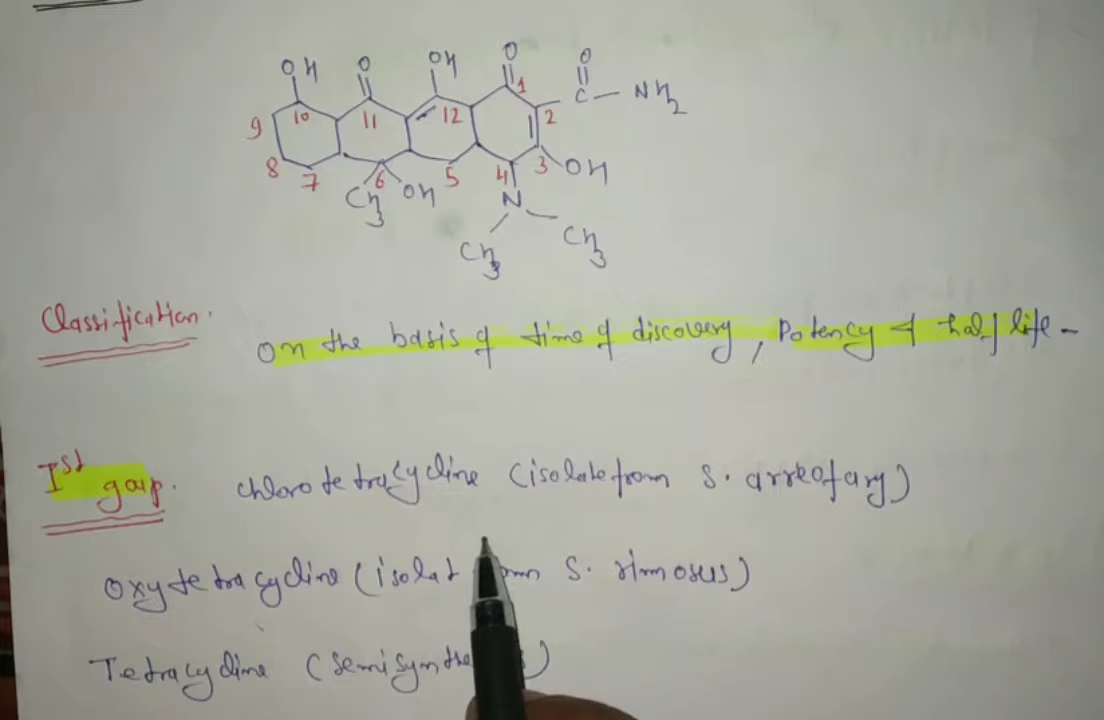 OH O OH O O
C — NH2
1
9 10 11 12 2
8 7 6 5 4 3 OH
CH3 OH N
CH3 CH3
Classification.
On the basis of time of discovery, Potency & half life -
Ist goup. chlorotetracycline (isolate from S. arreofary)
Oxytetracycline (isolat S. rimosus)
Tetracycline (semisynthe )